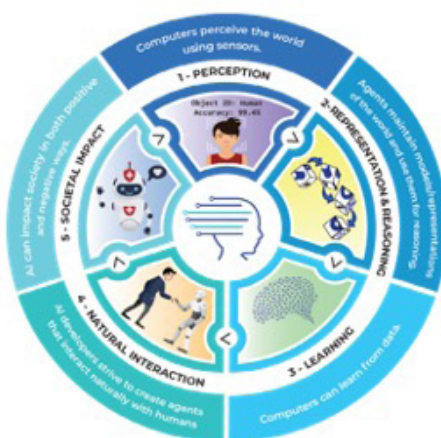 Computers perceive the world
using sensors.
1 - PERCEPTION
Object ID: Human
Accuracy: 99.45
2-REPRESENTATION & REASONING
Agents maintain models/representations
of the world and use them for reasoning.
3 - LEARNING
Computers can learn from data.
4 - NATURAL INTERACTION
AI developers strive to create agents
that interact naturally with humans
5 - SOCIETAL IMPACT
AI can impact society in both positive
and negative ways.